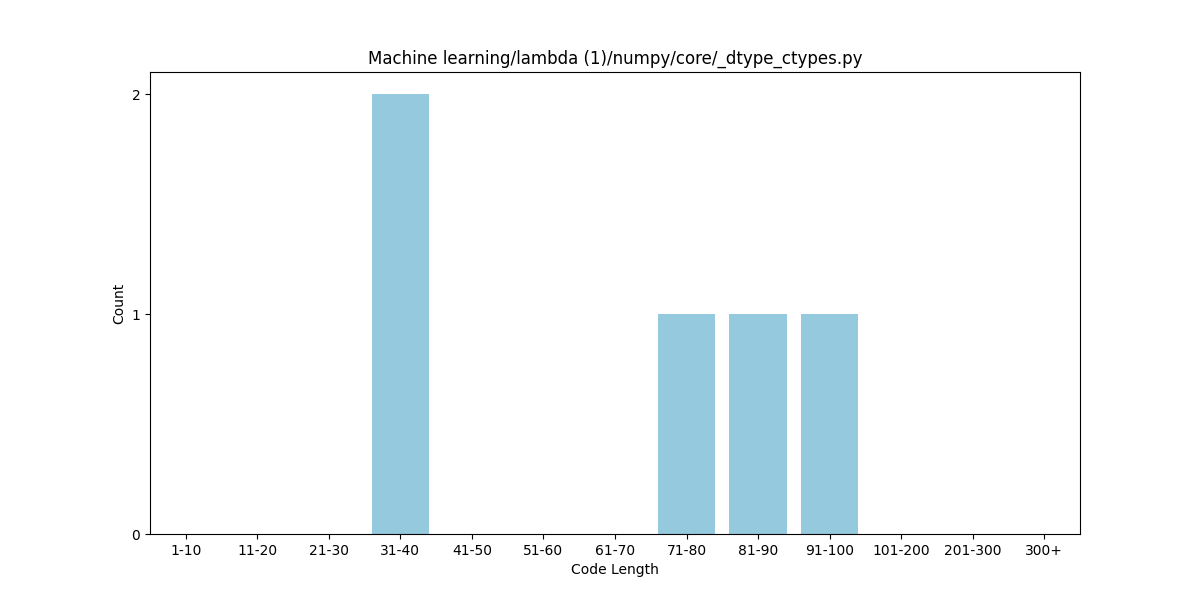 Machine learning/lambda (1)/numpy/core/_dtype_ctypes.py
Count
2
1
0
1-10 11-20 21-30 31-40 41-50 51-60 61-70 71-80 81-90 91-100 101-200 201-300 300+
Code Length